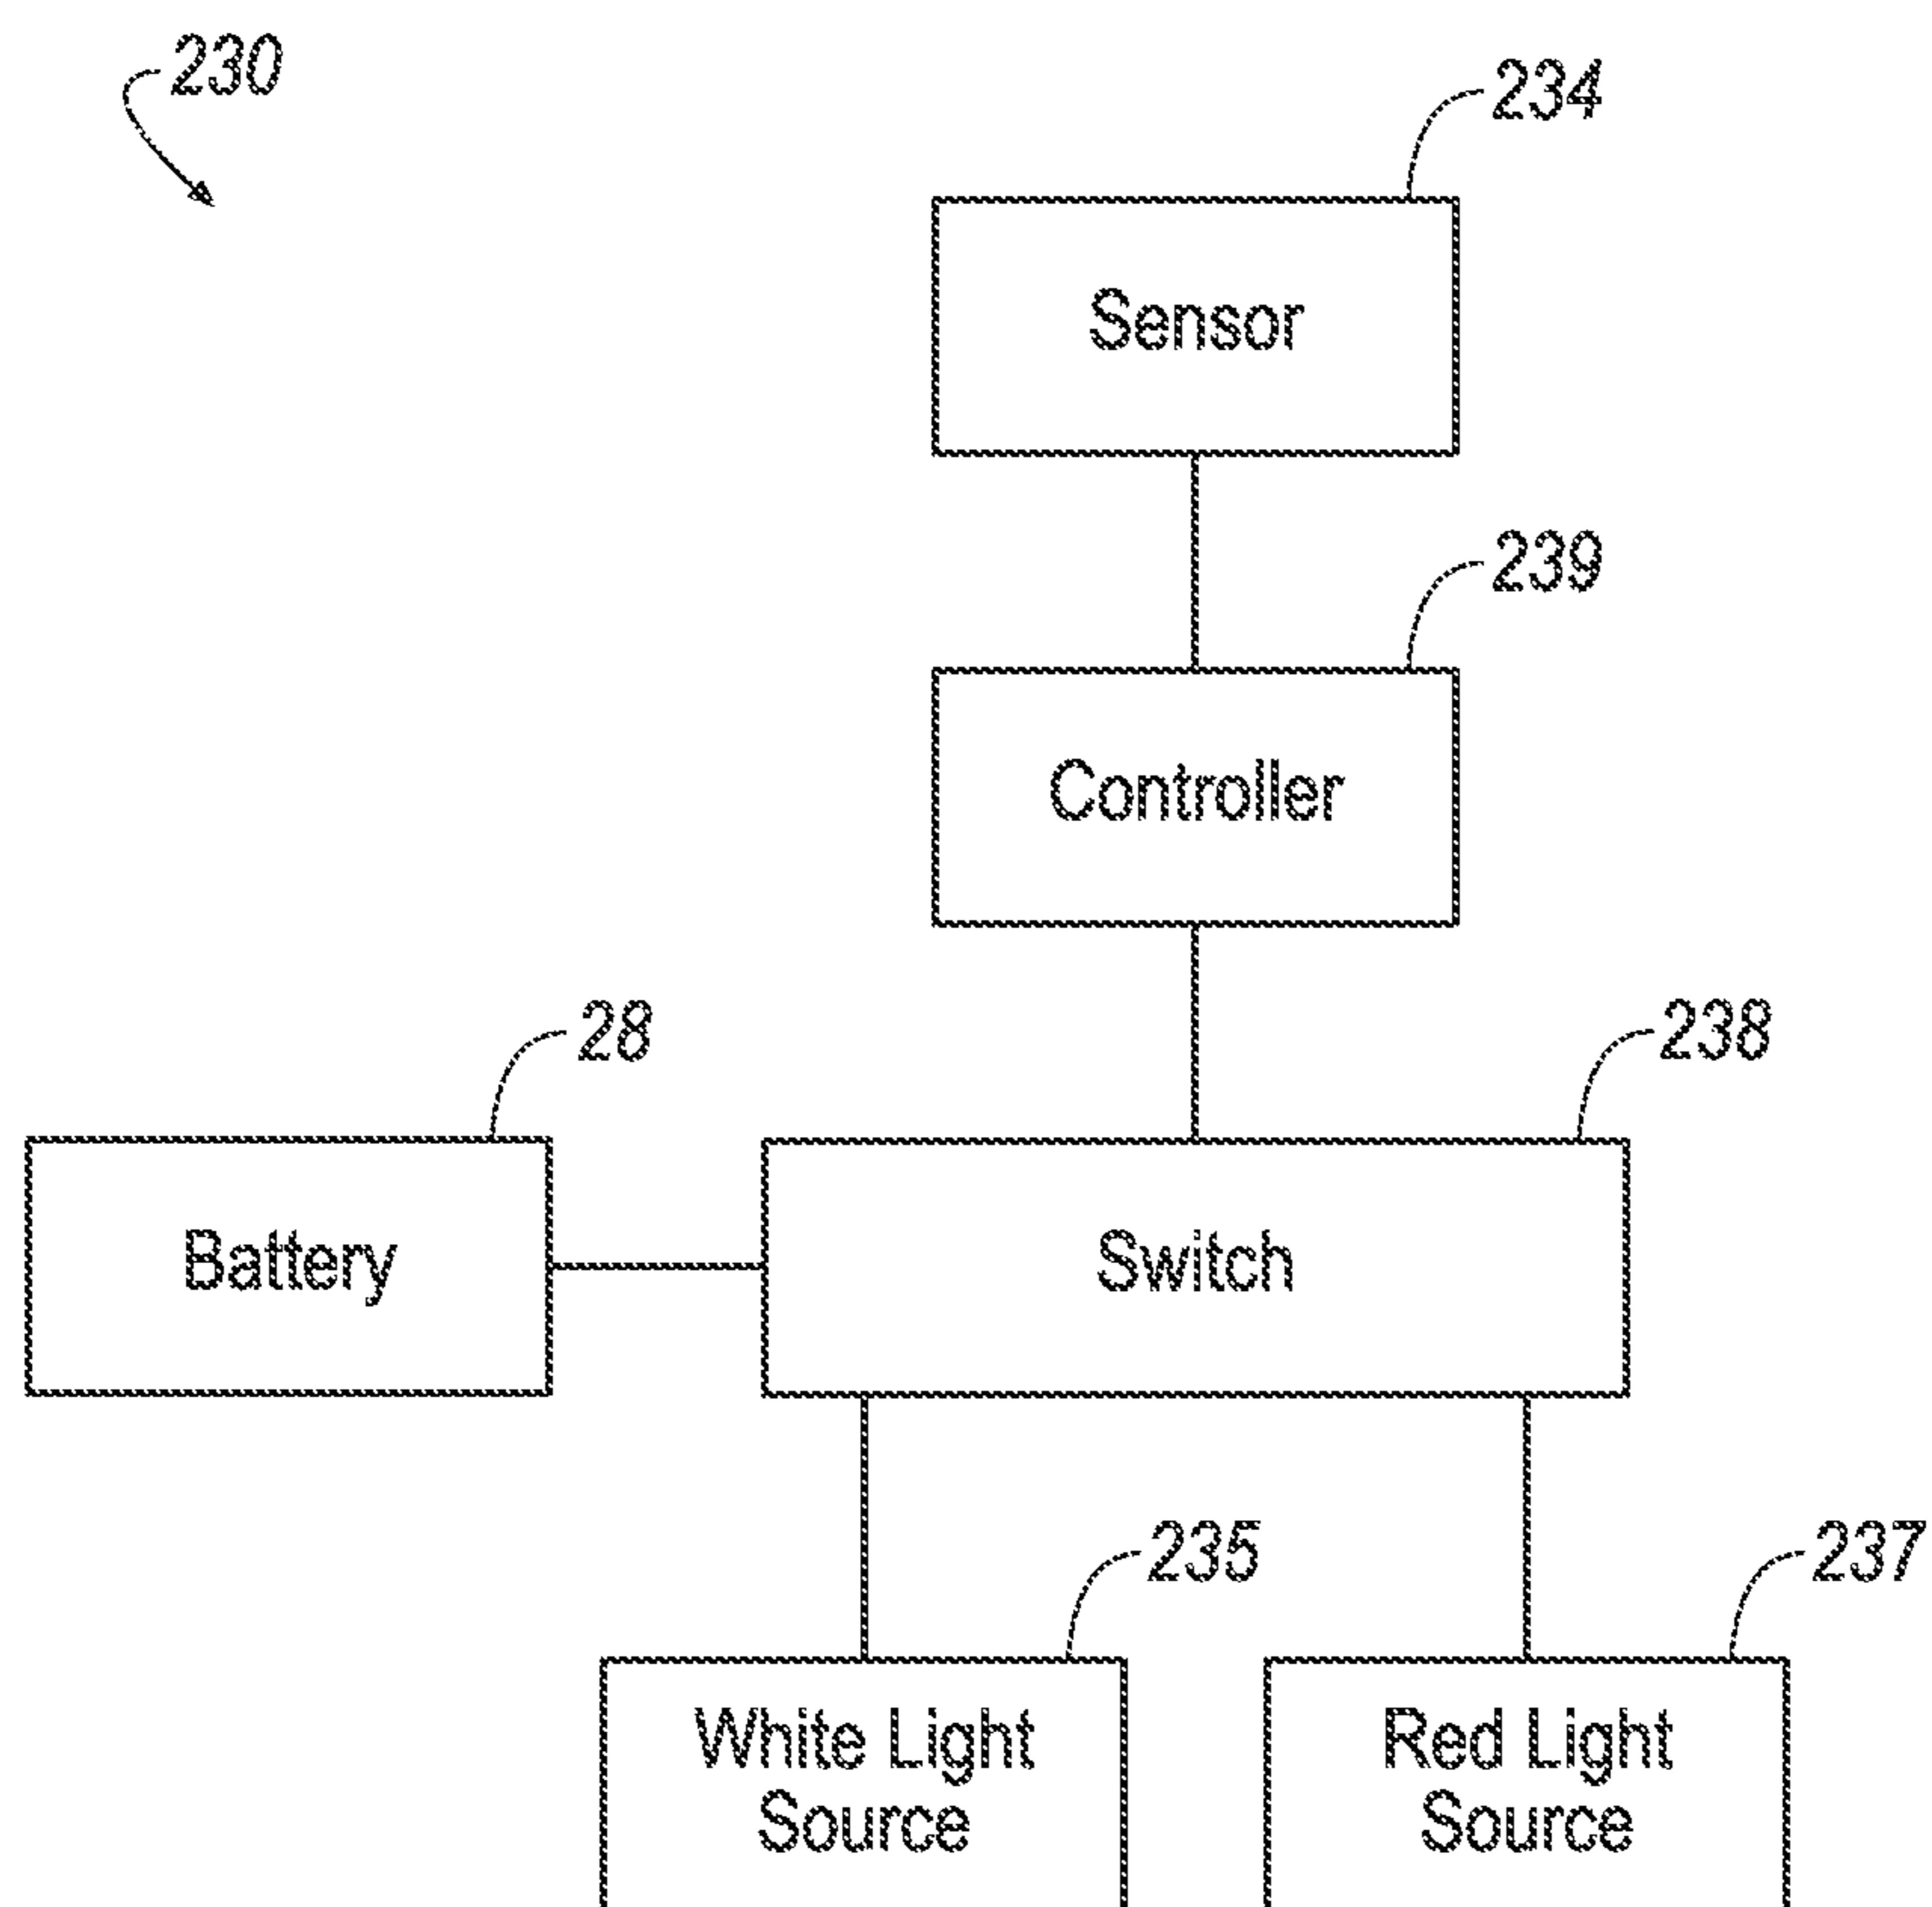 230
234
Sensor
239
Controller
28
238
Battery
Switch
235
237
White Light
Source
Red Light
Source